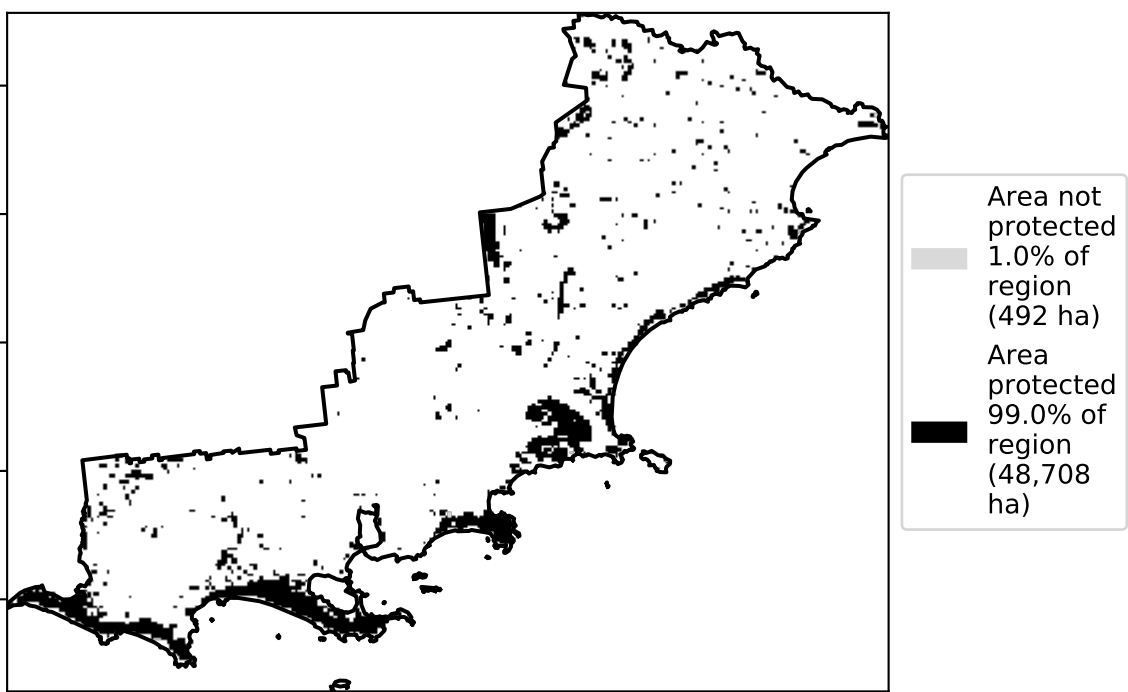 Area not
protected
1.0% of
region
(492 ha)
Area
protected
99.0% of
region
(48,708
ha)